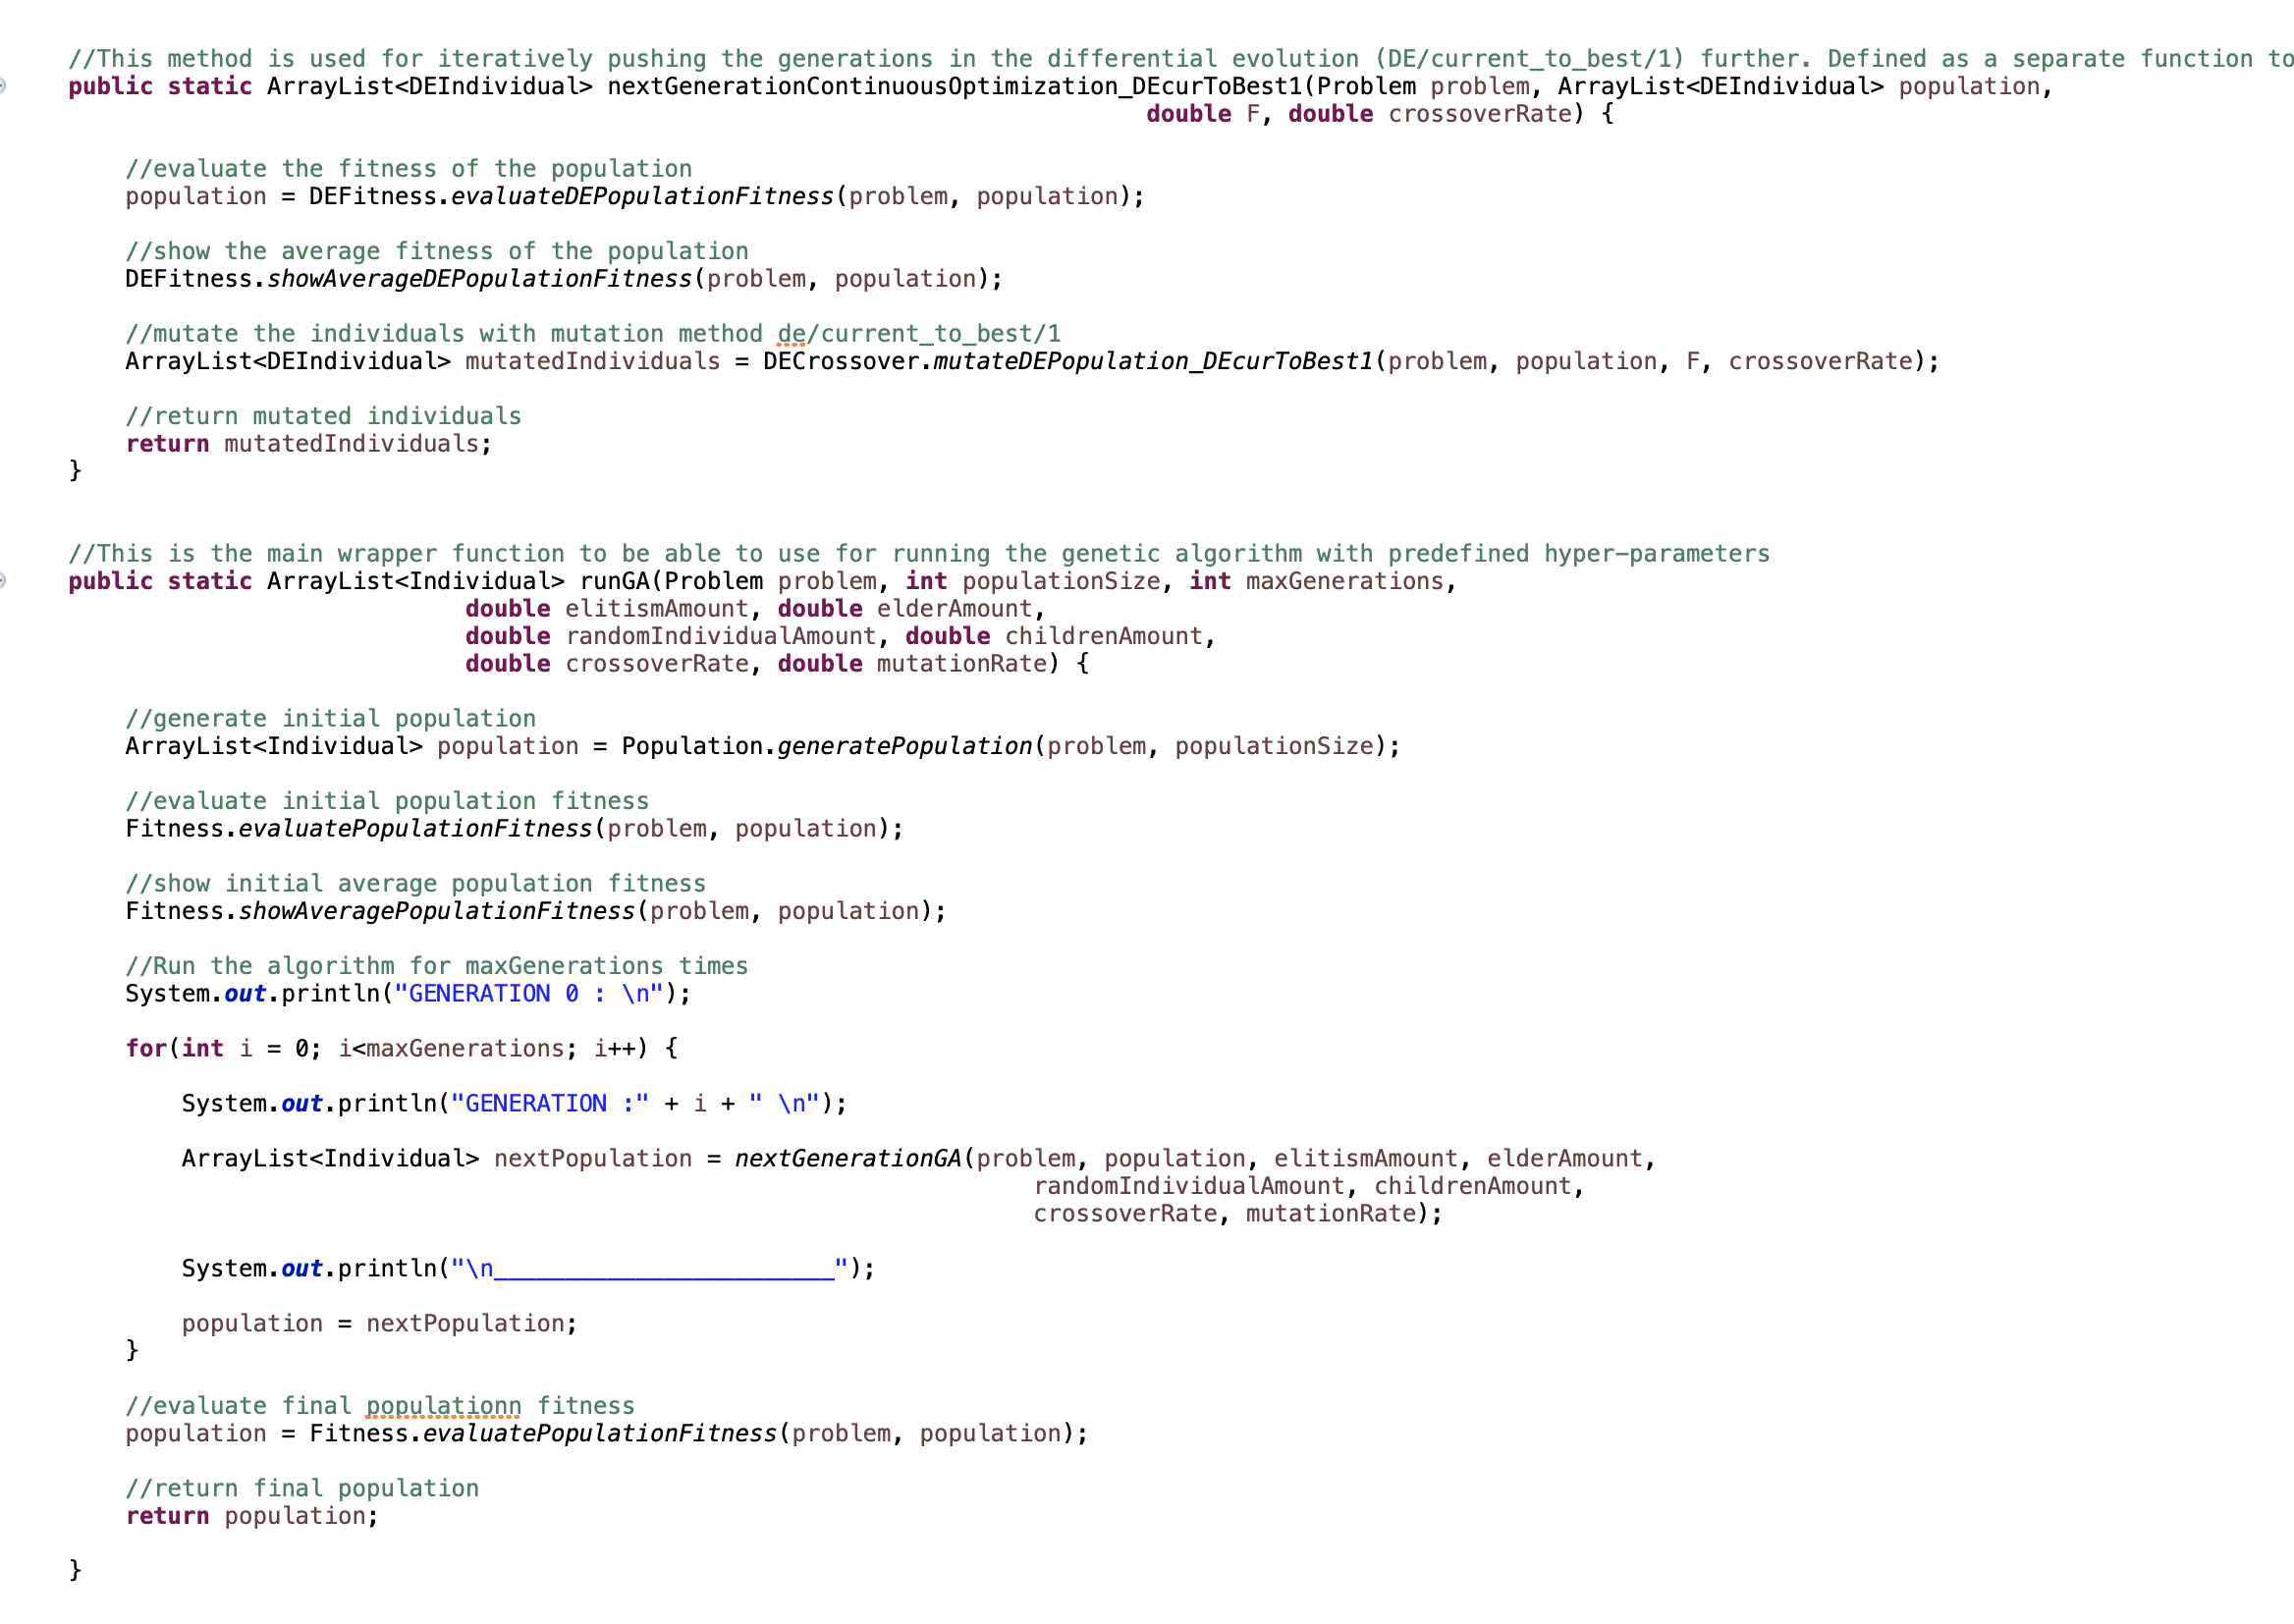 //This method is used for iteratively pushing the generations in the differential evolution (DE/current_to_best/1) further. Defined as a separate function to
public static ArrayList<DEIndividual> nextGenerationContinuousOptimization_DEcurToBest1(Problem problem, ArrayList<DEIndividual> population,
double F, double crossoverRate) {
//evaluate the fitness of the population
population = DEFitness.evaluateDEPopulationFitness(problem, population);
//show the average fitness of the population
DEFitness.showAverageDEPopulationFitness(problem, population);
//mutate the individuals with mutation method de/current_to_best/1
ArrayList<DEIndividual> mutatedIndividuals = DECrossover.mutateDEPopulation_DEcurToBest1(problem, population, F, crossoverRate);
//return mutated individuals
return mutatedIndividuals;
}
//This is the main wrapper function to be able to use for running the genetic algorithm with predefined hyper-parameters
public static ArrayList<Individual> runGA(Problem problem, int populationSize, int maxGenerations,
double elitismAmount, double elderAmount,
double randomIndividualAmount, double childrenAmount,
double crossoverRate, double mutationRate) {
//generate initial population
ArrayList<Individual> population = Population.generatePopulation(problem, populationSize);
//evaluate initial population fitness
Fitness.evaluatePopulationFitness(problem, population);
//show initial average population fitness
Fitness.showAveragePopulationFitness(problem, population);
//Run the algorithm for maxGenerations times
System.out.println("GENERATION 0 : \n");
for(int i = 0; i<maxGenerations; i++) {
System.out.println("GENERATION :" + i + " \n");
ArrayList<Individual> nextPopulation = nextGenerationGA(problem, population, elitismAmount, elderAmount,
randomIndividualAmount, childrenAmount,
crossoverRate, mutationRate);
System.out.println("\n________________________");
population = nextPopulation;
}
//evaluate final populationn fitness
population = Fitness.evaluatePopulationFitness(problem, population);
//return final population
return population;
}